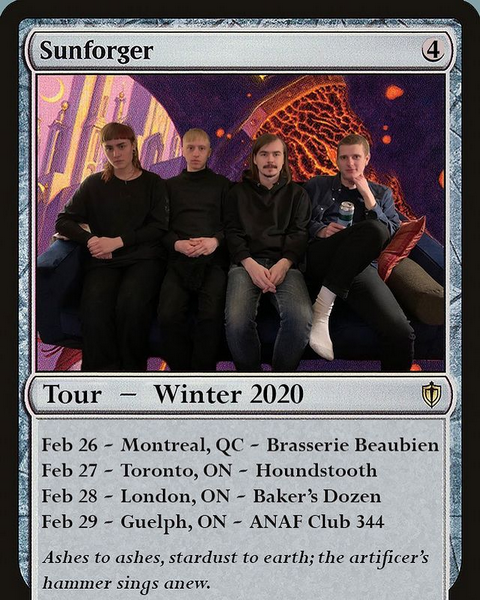 Sunforger
4
Tour – Winter 2020
Feb 26 ~ Montreal, QC ~ Brasserie Beaubien
Feb 27 ~ Toronto, ON ~ Houndstooth
Feb 28 ~ London, ON ~ Baker's Dozen
Feb 29 ~ Guelph, ON ~ ANAF Club 344
Ashes to ashes, stardust to earth; the artificer's
hammer sings anew.